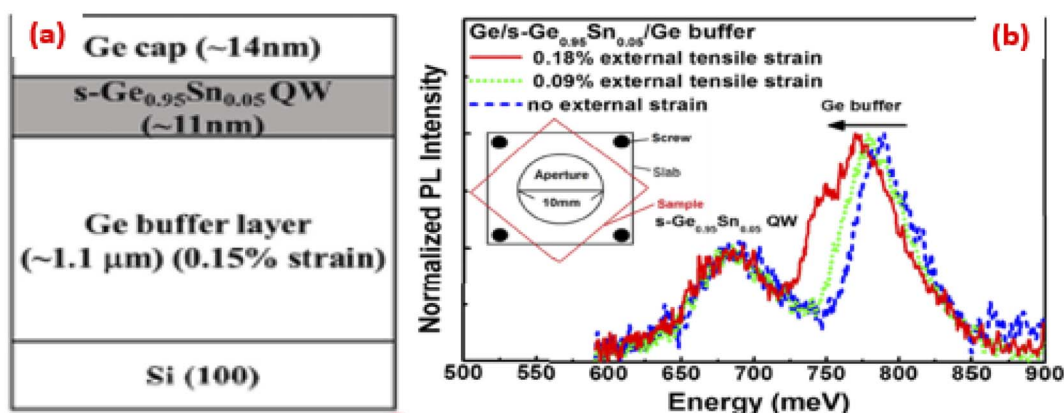 (a)
Ge cap (~14nm)
s-Ge0.95Sn0.05 QW
(~11nm)
Ge buffer layer
(~1.1 μm) (0.15% strain)
Si (100)
(b)
Ge/s-Ge0.95Sn0.05/Ge buffer
0.18% external tensile strain
0.09% external tensile strain
no external strain
Ge buffer
Screw
Slab
Aperture
10mm
Sample
s-Ge0.95Sn0.05 QW
Normalized PL Intensity
500 550 600 650 700 750 800 850 900
Energy (meV)